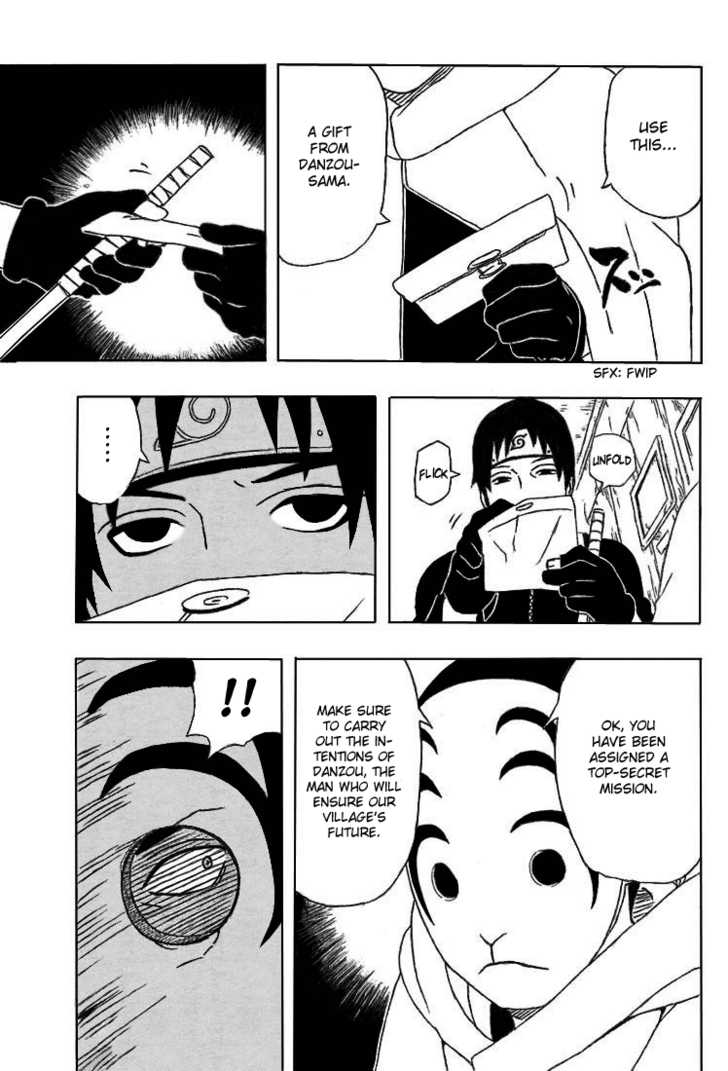 USE
THIS...
A GIFT
FROM
DANZOU-
SAMA.
ズッ
SFX: FWIP
UNFOLD
FLICK
......
OK, YOU
HAVE BEEN
ASSIGNED A
TOP-SECRET
MISSION.
MAKE SURE
TO CARRY
OUT THE IN-
TENTIONS OF
DANZOU, THE
MAN WHO WILL
ENSURE OUR
VILLAGE'S
FUTURE.
!!